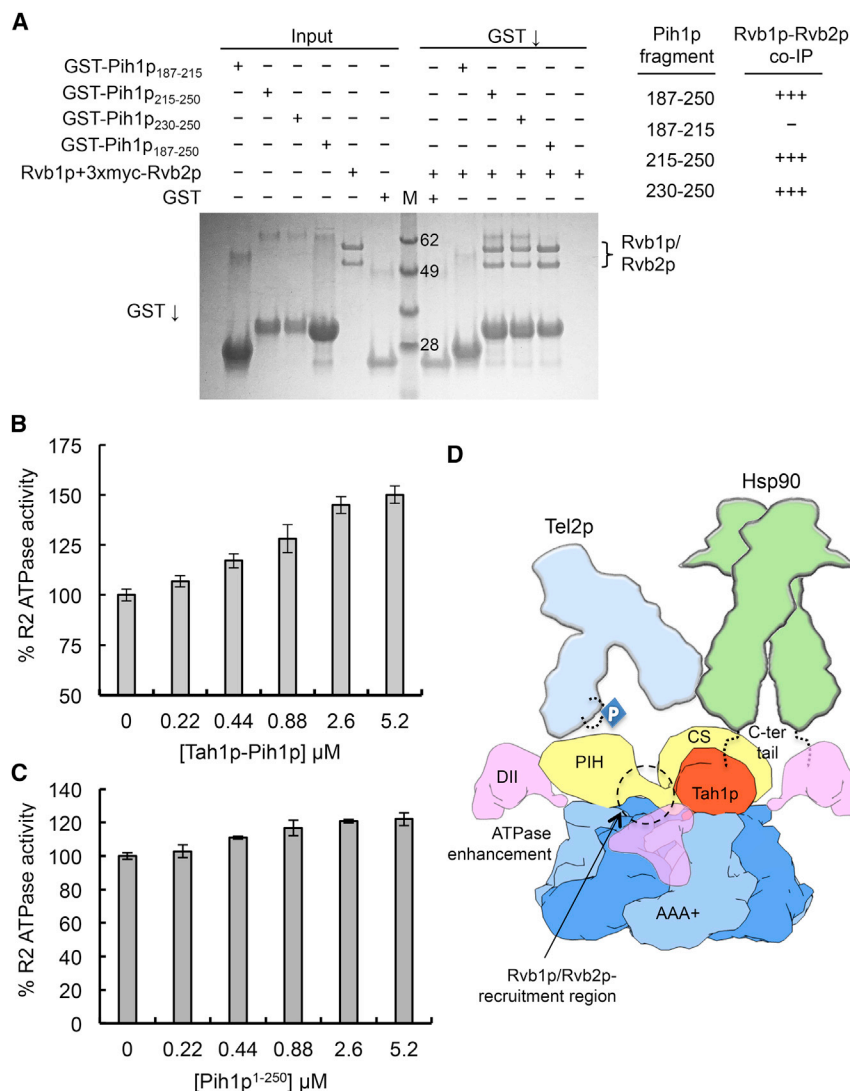 A
Input GST ↓
Pih1p fragment Rvb1p-Rvb2p co-IP
GST-Pih1p187-215 + – – – – – – + – – – –
GST-Pih1p215-250 – + – – – – – – + – – –
GST-Pih1p230-250 – – + – – – – – – + – –
GST-Pih1p187-250 – – – + – – – – – – + –
Rvb1p+3xmyc-Rvb2p – – – – + – + + + + + +
GST – – – – – + M + – – – – –
187-250 +++
187-215 –
215-250 +++
230-250 +++
62
49
28
Rvb1p/
Rvb2p
GST ↓
B
% R2 ATPase activity
175
150
125
100
75
50
0 0.22 0.44 0.88 2.6 5.2
[Tah1p-Pih1p] µM
C
% R2 ATPase activity
140
120
100
80
60
40
20
0
0 0.22 0.44 0.88 2.6 5.2
[Pih1p1-250] µM
D
Hsp90
Tel2p
P
CS
C-ter
tail
DII
PIH
Tah1p
ATPase
enhancement
AAA+
Rvb1p/Rvb2p-
recruitment region